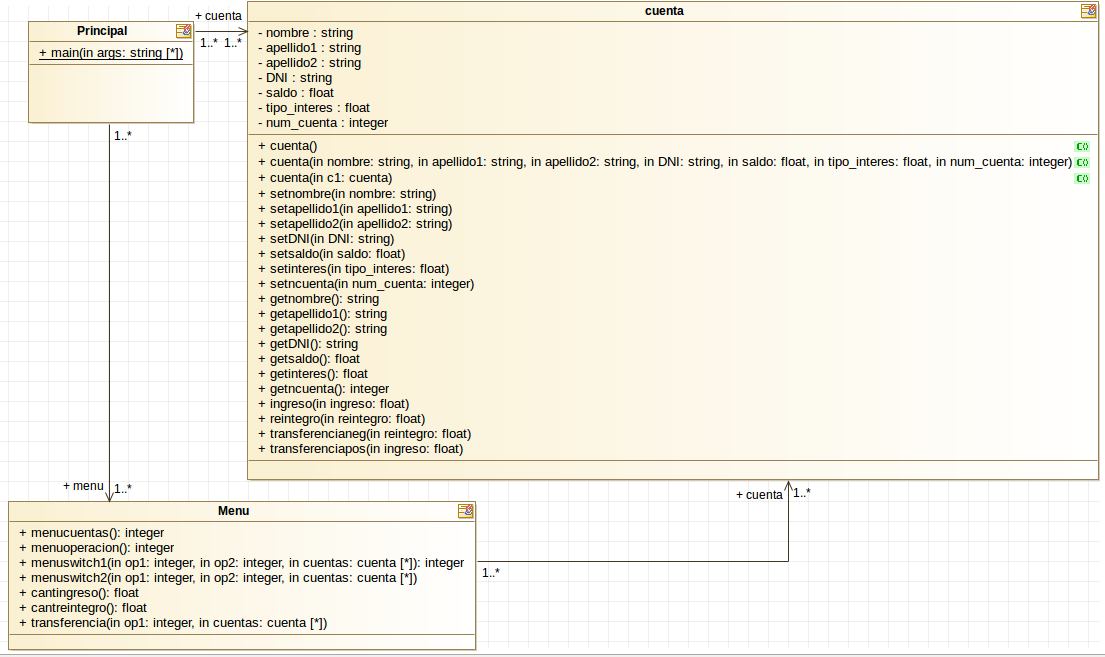 + cuenta
Principal
+ main(in args: string [*])
1..* 1..*
1..*
cuenta
- nombre : string
- apellido1 : string
- apellido2 : string
- DNI : string
- saldo : float
- tipo_interes : float
- num_cuenta : integer
+ cuenta()
+ cuenta(in nombre: string, in apellido1: string, in apellido2: string, in DNI: string, in saldo: float, in tipo_interes: float, in num_cuenta: integer)
+ cuenta(in c1: cuenta)
+ setnombre(in nombre: string)
+ setapellido1(in apellido1: string)
+ setapellido2(in apellido2: string)
+ setDNI(in DNI: string)
+ setsaldo(in saldo: float)
+ setinteres(in tipo_interes: float)
+ setncuenta(in num_cuenta: integer)
+ getnombre(): string
+ getapellido1(): string
+ getapellido2(): string
+ getDNI(): string
+ getsaldo(): float
+ getinteres(): float
+ getncuenta(): integer
+ ingreso(in ingreso: float)
+ reintegro(in reintegro: float)
+ transferencianeg(in reintegro: float)
+ transferenciapos(in ingreso: float)
+ menu 1..*
+ cuenta 1..*
Menu
+ menucuentas(): integer
+ menuoperacion(): integer
+ menuswitch1(in op1: integer, in op2: integer, in cuentas: cuenta [*]): integer
+ menuswitch2(in op1: integer, in op2: integer, in cuentas: cuenta [*])
+ cantingreso(): float
+ cantreintegro(): float
+ transferencia(in op1: integer, in cuentas: cuenta [*])
1..*